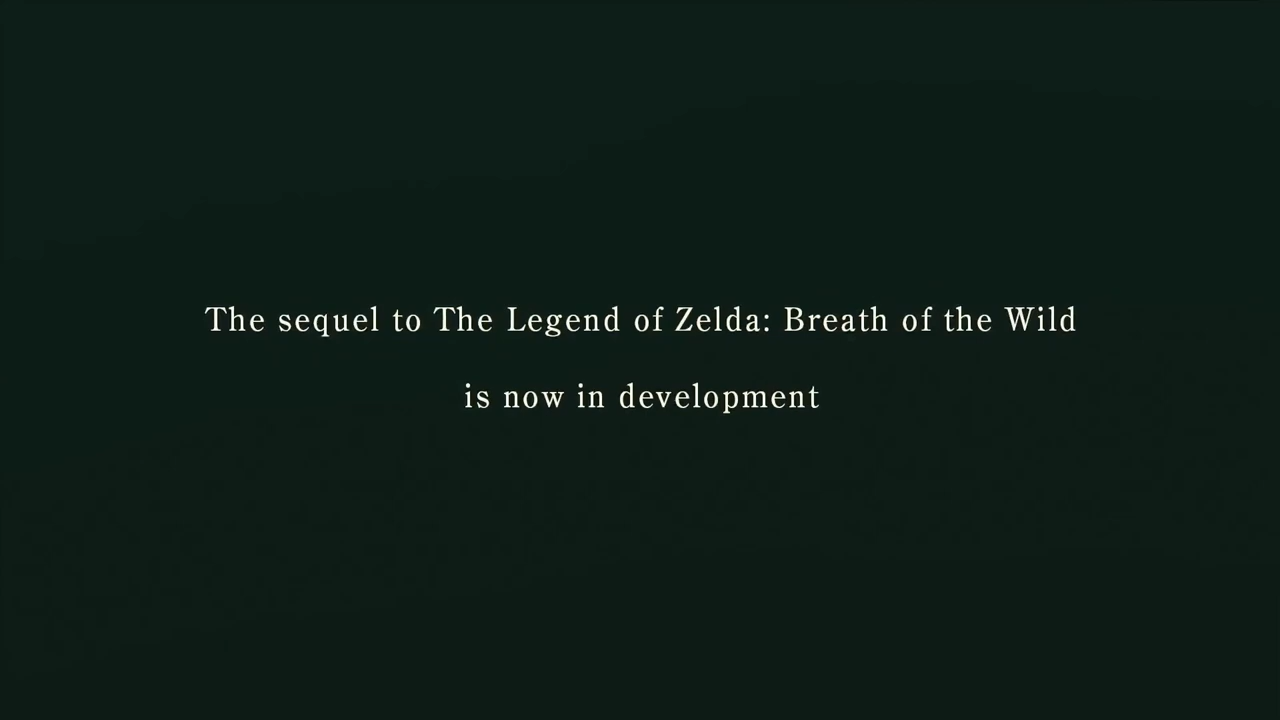 The sequel to The Legend of Zelda: Breath of the Wild
is now in development